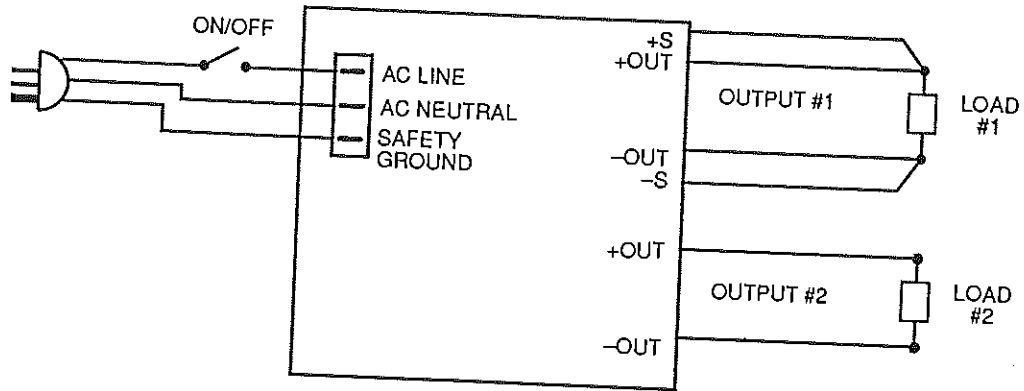 ON/OFF
AC LINE
AC NEUTRAL
SAFETY
GROUND
+S
+OUT
OUTPUT #1
LOAD
#1
–OUT
–S
+OUT
OUTPUT #2
LOAD
#2
–OUT